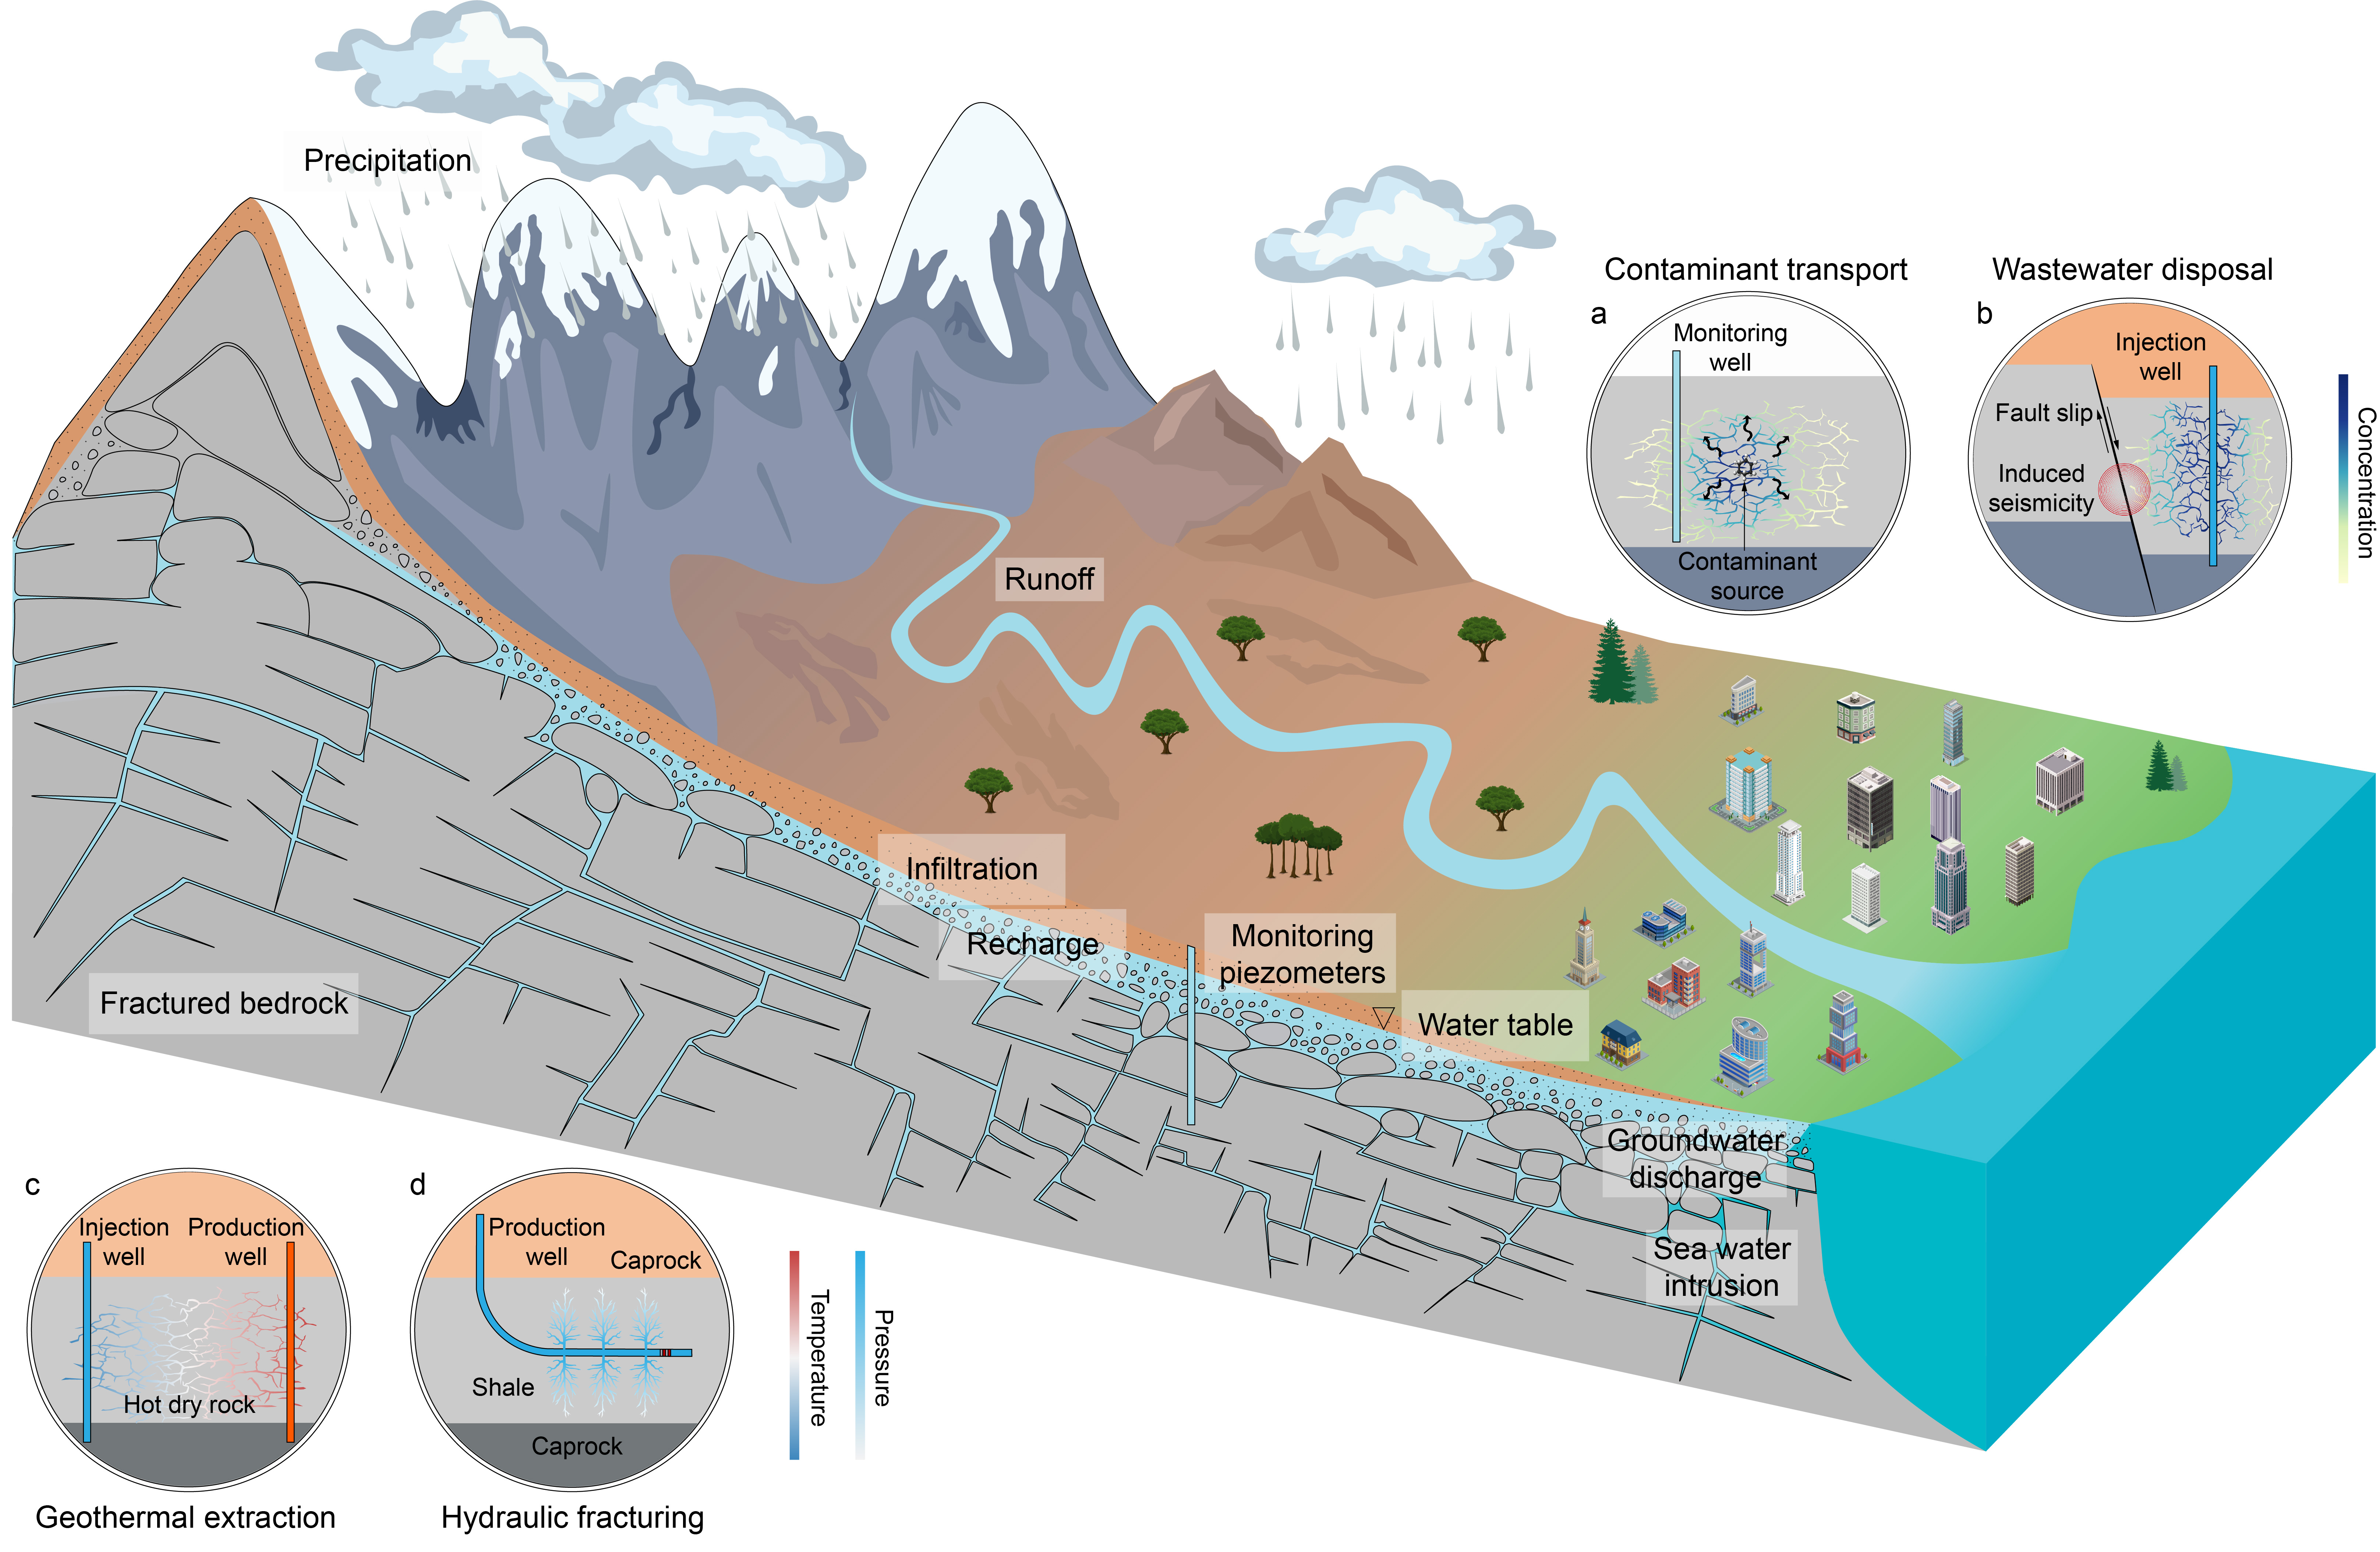 Precipitation
Contaminant transport
a
Monitoring
well
Contaminant
source
Wastewater disposal
b
Injection
well
Fault slip
Induced
seismicity
Concentration
Runoff
Infiltration
Recharge
Monitoring
piezometers
Water table
Fractured bedrock
Groundwater
discharge
Sea water
intrusion
c
Injection
well
Production
well
Hot dry rock
Geothermal extraction
d
Production
well
Caprock
Shale
Caprock
Hydraulic fracturing
Temperature
Pressure